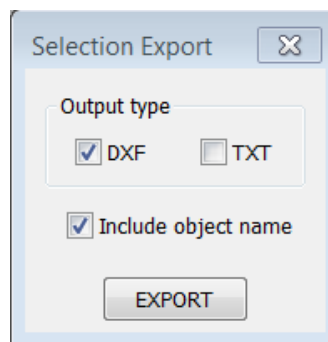 Selection Export
Output type
DXF TXT
Include object name
EXPORT